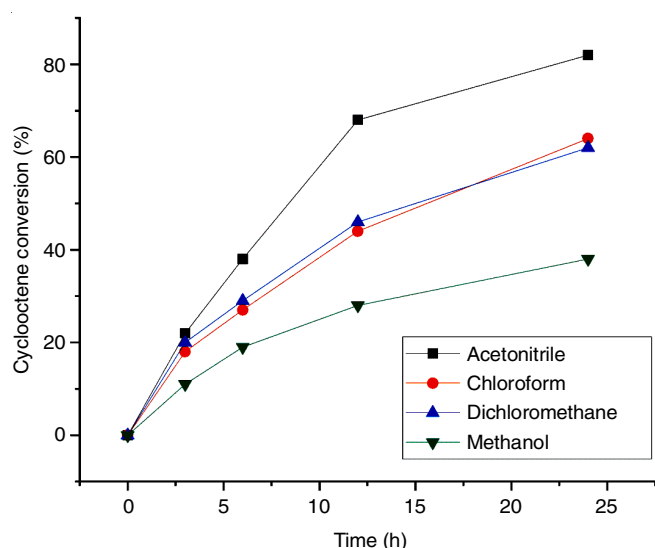 Cyclooctene conversion (%)
80
60
40
20
0
0 5 10 15 20 25
Time (h)
Acetonitrile
Chloroform
Dichloromethane
Methanol